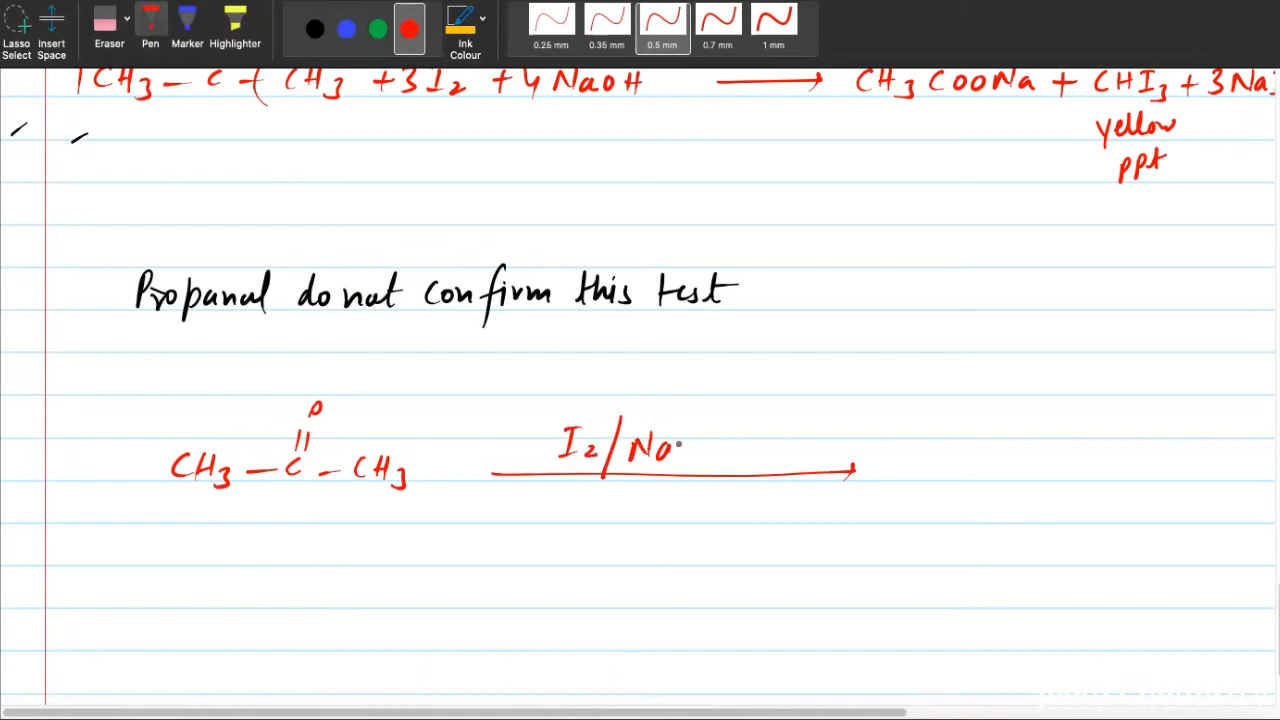 Lasso Select
Insert Space
Eraser
Pen
Marker
Highlighter
Ink Colour
0.25 mm
0.35 mm
0.5 mm
0.7 mm
1 mm
CH3 – C – CH3 + 3I2 + 4NaOH ⟶ CH3COONa + CHI3 + 3Na
yellow
ppt
Propanal do not confirm this test
O
||
CH3 – C – CH3
I2/Na